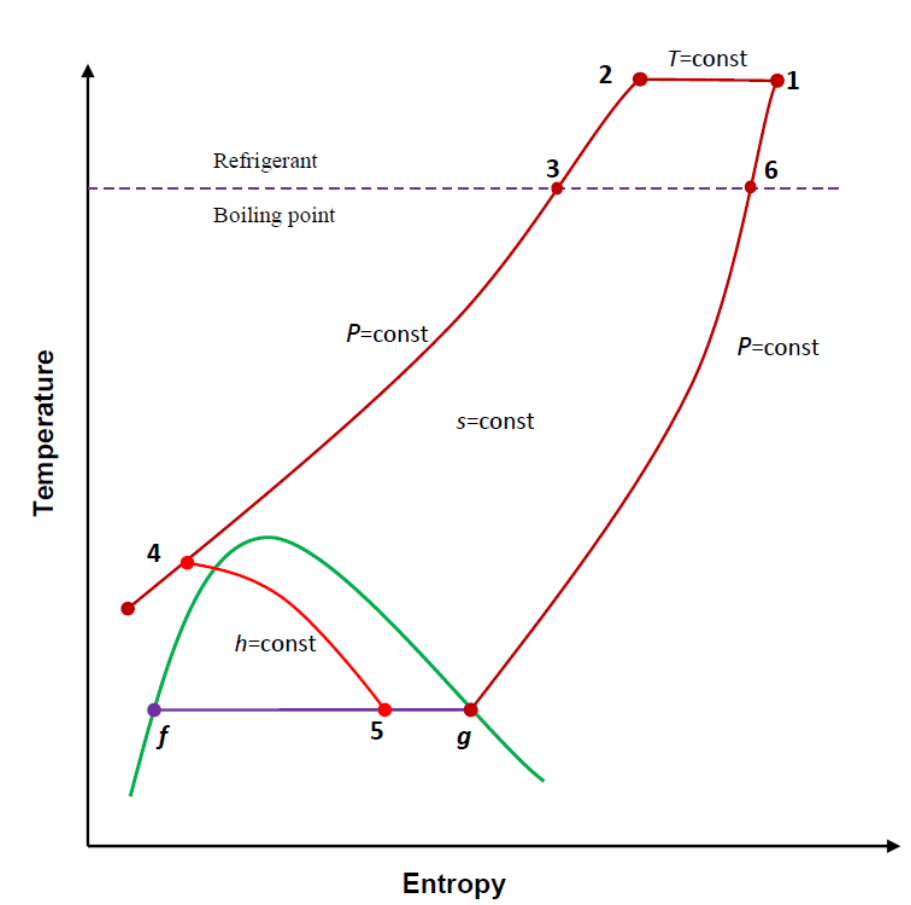 T=const
2
1
Refrigerant
3
6
Boiling point
P=const
P=const
s=const
Temperature
4
h=const
f
5
g
Entropy